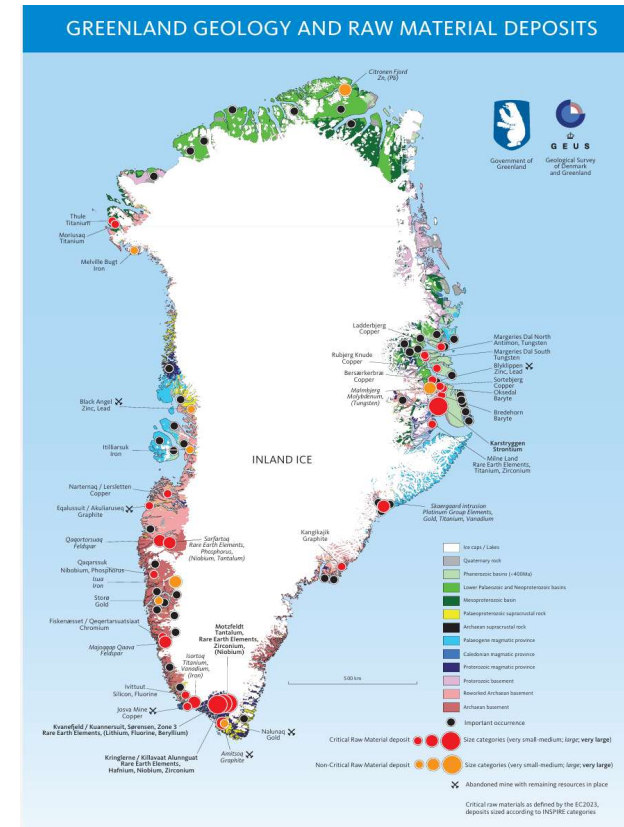 GREENLAND GEOLOGY AND RAW MATERIAL DEPOSITS
Citronen Fjord
Zn, (Pb)
Government of
Greenland
G E U S
Geological Survey
of Denmark
and Greenland
Thule
Titanium
Moriusaq
Titanium
Melville Bugt
Iron
Ladderbjerg
Copper
Rubjerg Knude
Copper
Bersærkerbræ
Copper
Malmbjerg
Molybdænum,
(Tungsten)
Margeries Dal North
Antimon, Tungsten
Margeries Dal South
Tungsten
Blyklippen
Zinc, Lead
Sortebjerg
Copper
Oksedal
Baryte
Bredehorn
Baryte
Karstryggen
Strontium
Milne Land
Rare Earth Elements,
Titanium, Zirconium
Black Angel
Zinc, Lead
Itilliarsuk
Iron
INLAND ICE
Narternaq / Lersletten
Copper
Eqalussuit / Akuliaruseq
Graphite
Skaergaard intrusion
Platinum Group Elements,
Gold, Titanium, Vanadium
Kangikajik
Graphite
Qaqortorsuaq
Feldspar
Sarfartoq
Rare Earth Elements,
Phosphorus,
(Niobium, Tantalum)
Qaqarssuk
Nibobium, Phosphorus
Isua
Iron
Storø
Gold
Fiskenæsset / Qeqertarsuatsiaat
Chromium
Majoqqap Qaava
Feldspar
Motzfeldt
Tantalum,
Rare Earth Elements,
Zirconium,
(Niobium)
Isortoq
Titanium,
Vanadium,
(Iron)
Ivittuut
Silicon, Fluorine
Josva Mine
Copper
Kvanefjeld / Kuannersuit, Sørensen, Zone 3
Rare Earth Elements, (Lithium, Fluorine, Beryllium)
Kringlerne / Killavaat Alannguat
Rare Earth Elements,
Hafnium, Niobium, Zirconium
Amitsoq
Graphite
Nalunaq
Gold
500 km
Ice caps / Lakes
Quaternary rock
Phanerozoic basins (<400Ma)
Lower Palaeozoic and Neoproterozoic basins
Mesoproterozoic basin
Palaeoproterozoic supracrustal rock
Archaean supracrustal rock
Palaeogene magmatic province
Caledonian magmatic province
Proterozoic magmatic province
Proterozoic basement
Reworked Archaean basement
Archaean basement
Important occurrence
Critical Raw Material deposit
Size categories (very small-medium; large; very large)
Non-Critical Raw Material deposit
Size categories (very small-medium; large; very large)
Abandoned mine with remaining resources in place
Critical raw materials as defined by the EC2023,
deposits sized according to INSPIRE categories